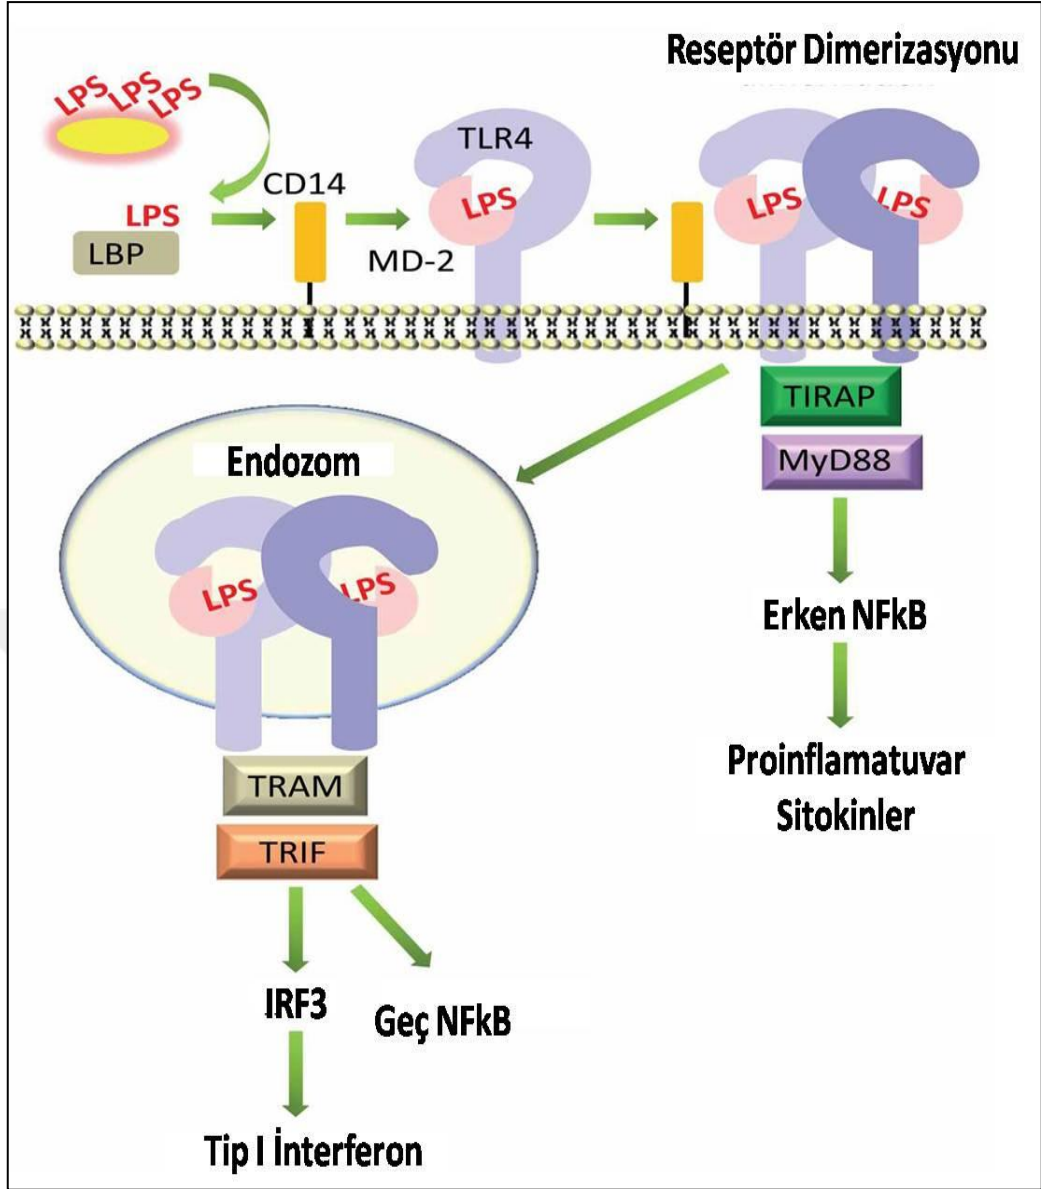 Reseptör Dimerizasyonu
LPS LPS LPS
LPS
LBP
CD14
MD-2
TLR4
LPS
LPS
LPS
TIRAP
MyD88
Erken NFkB
Proinflamatuvar
Sitokinler
Endozom
LPS
LPS
TRAM
TRIF
IRF3
Geç NFkB
Tip I İnterferon